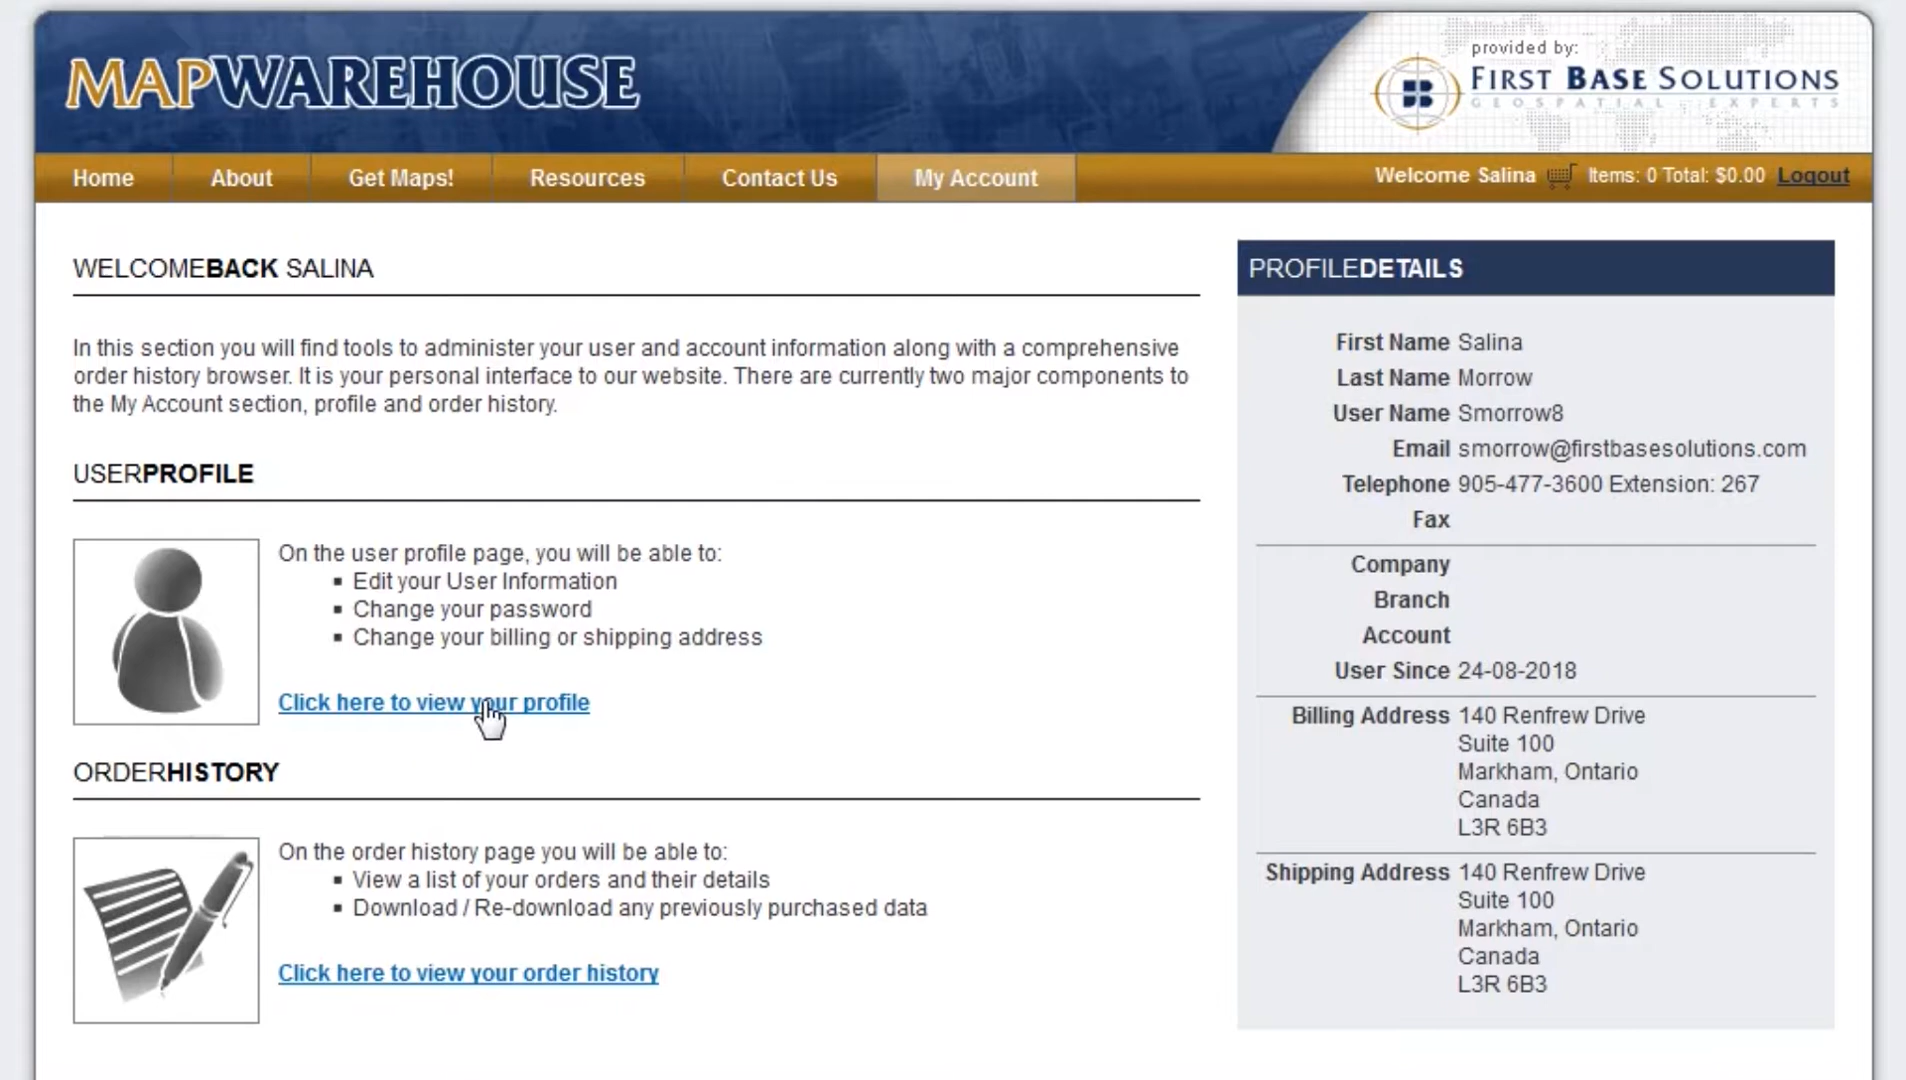 MAPWAREHOUSE
provided by:
FIRST BASE SOLUTIONS
GEOSPATIAL EXPERTS
Home About Get Maps! Resources Contact Us My Account Welcome Salina Items: 0 Total: $0.00 Logout
WELCOMEBACK SALINA
In this section you will find tools to administer your user and account information along with a comprehensive
order history browser. It is your personal interface to our website. There are currently two major components to
the My Account section, profile and order history.
USERPROFILE
On the user profile page, you will be able to:
▪ Edit your User Information
▪ Change your password
▪ Change your billing or shipping address
Click here to view your profile
ORDERHISTORY
On the order history page you will be able to:
▪ View a list of your orders and their details
▪ Download / Re-download any previously purchased data
Click here to view your order history
PROFILEDETAILS
First Name Salina
Last Name Morrow
User Name Smorrow8
Email smorrow@firstbasesolutions.com
Telephone 905-477-3600 Extension: 267
Fax
Company
Branch
Account
User Since 24-08-2018
Billing Address 140 Renfrew Drive
Suite 100
Markham, Ontario
Canada
L3R 6B3
Shipping Address 140 Renfrew Drive
Suite 100
Markham, Ontario
Canada
L3R 6B3